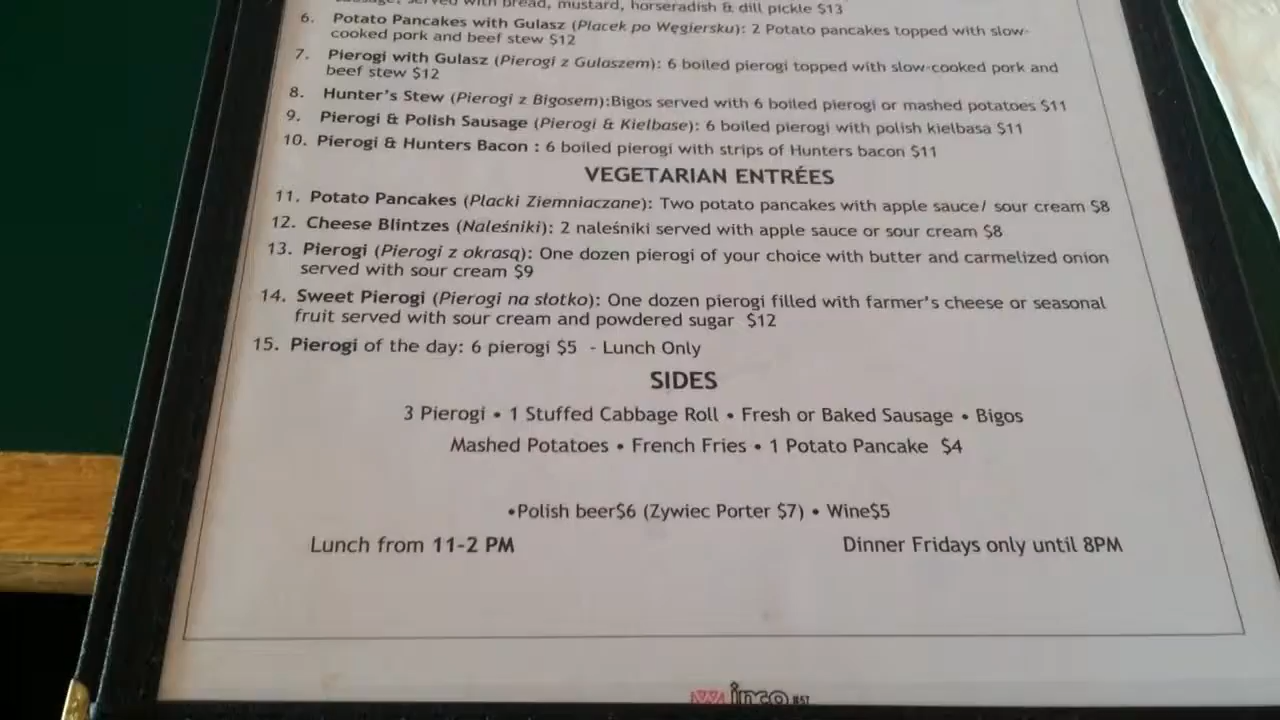 sausage, served with bread, mustard, horseradish & dill pickle $13
6. Potato Pancakes with Gulasz (Placek po Węgiersku): 2 Potato pancakes topped with slow-
cooked pork and beef stew $12
7. Pierogi with Gulasz (Pierogi z Gulaszem): 6 boiled pierogi topped with slow-cooked pork and
beef stew $12
8. Hunter's Stew (Pierogi z Bigosem):Bigos served with 6 boiled pierogi or mashed potatoes $11
9. Pierogi & Polish Sausage (Pierogi & Kielbase): 6 boiled pierogi with polish kielbasa $11
10. Pierogi & Hunters Bacon : 6 boiled pierogi with strips of Hunters bacon $11
VEGETARIAN ENTRÉES
11. Potato Pancakes (Placki Ziemniaczane): Two potato pancakes with apple sauce/ sour cream $8
12. Cheese Blintzes (Naleśniki): 2 naleśniki served with apple sauce or sour cream $8
13. Pierogi (Pierogi z okrasą): One dozen pierogi of your choice with butter and carmelized onion
served with sour cream $9
14. Sweet Pierogi (Pierogi na słotko): One dozen pierogi filled with farmer's cheese or seasonal
fruit served with sour cream and powdered sugar $12
15. Pierogi of the day: 6 pierogi $5 - Lunch Only
SIDES
3 Pierogi • 1 Stuffed Cabbage Roll • Fresh or Baked Sausage • Bigos
Mashed Potatoes • French Fries • 1 Potato Pancake $4
•Polish beer$6 (Zywiec Porter $7) • Wine$5
Lunch from 11-2 PM
Dinner Fridays only until 8PM